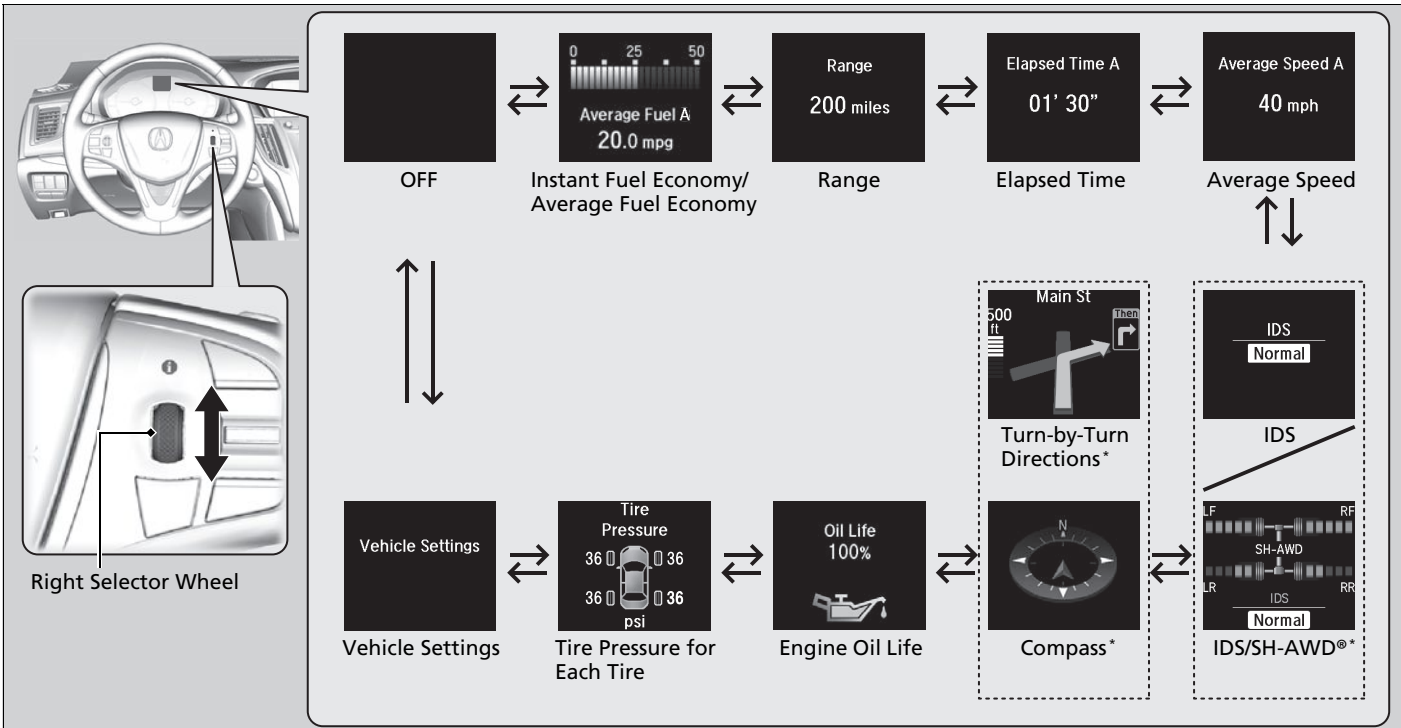 0 25 50
Average Fuel A
20.0 mpg
Range
200 miles
Elapsed Time A
01' 30"
Average Speed A
40 mph
OFF
Instant Fuel Economy/
Average Fuel Economy
Range
Elapsed Time
Average Speed
Main St
500
ft
Then
Turn-by-Turn
Directions*
IDS
Normal
IDS
i
Right Selector Wheel
Vehicle Settings
Vehicle Settings
Tire
Pressure
36 36
36 36
psi
Tire Pressure for
Each Tire
Oil Life
100%
Engine Oil Life
N
Compass*
LF RF
SH-AWD
LR RR
IDS
Normal
IDS/SH-AWD®*